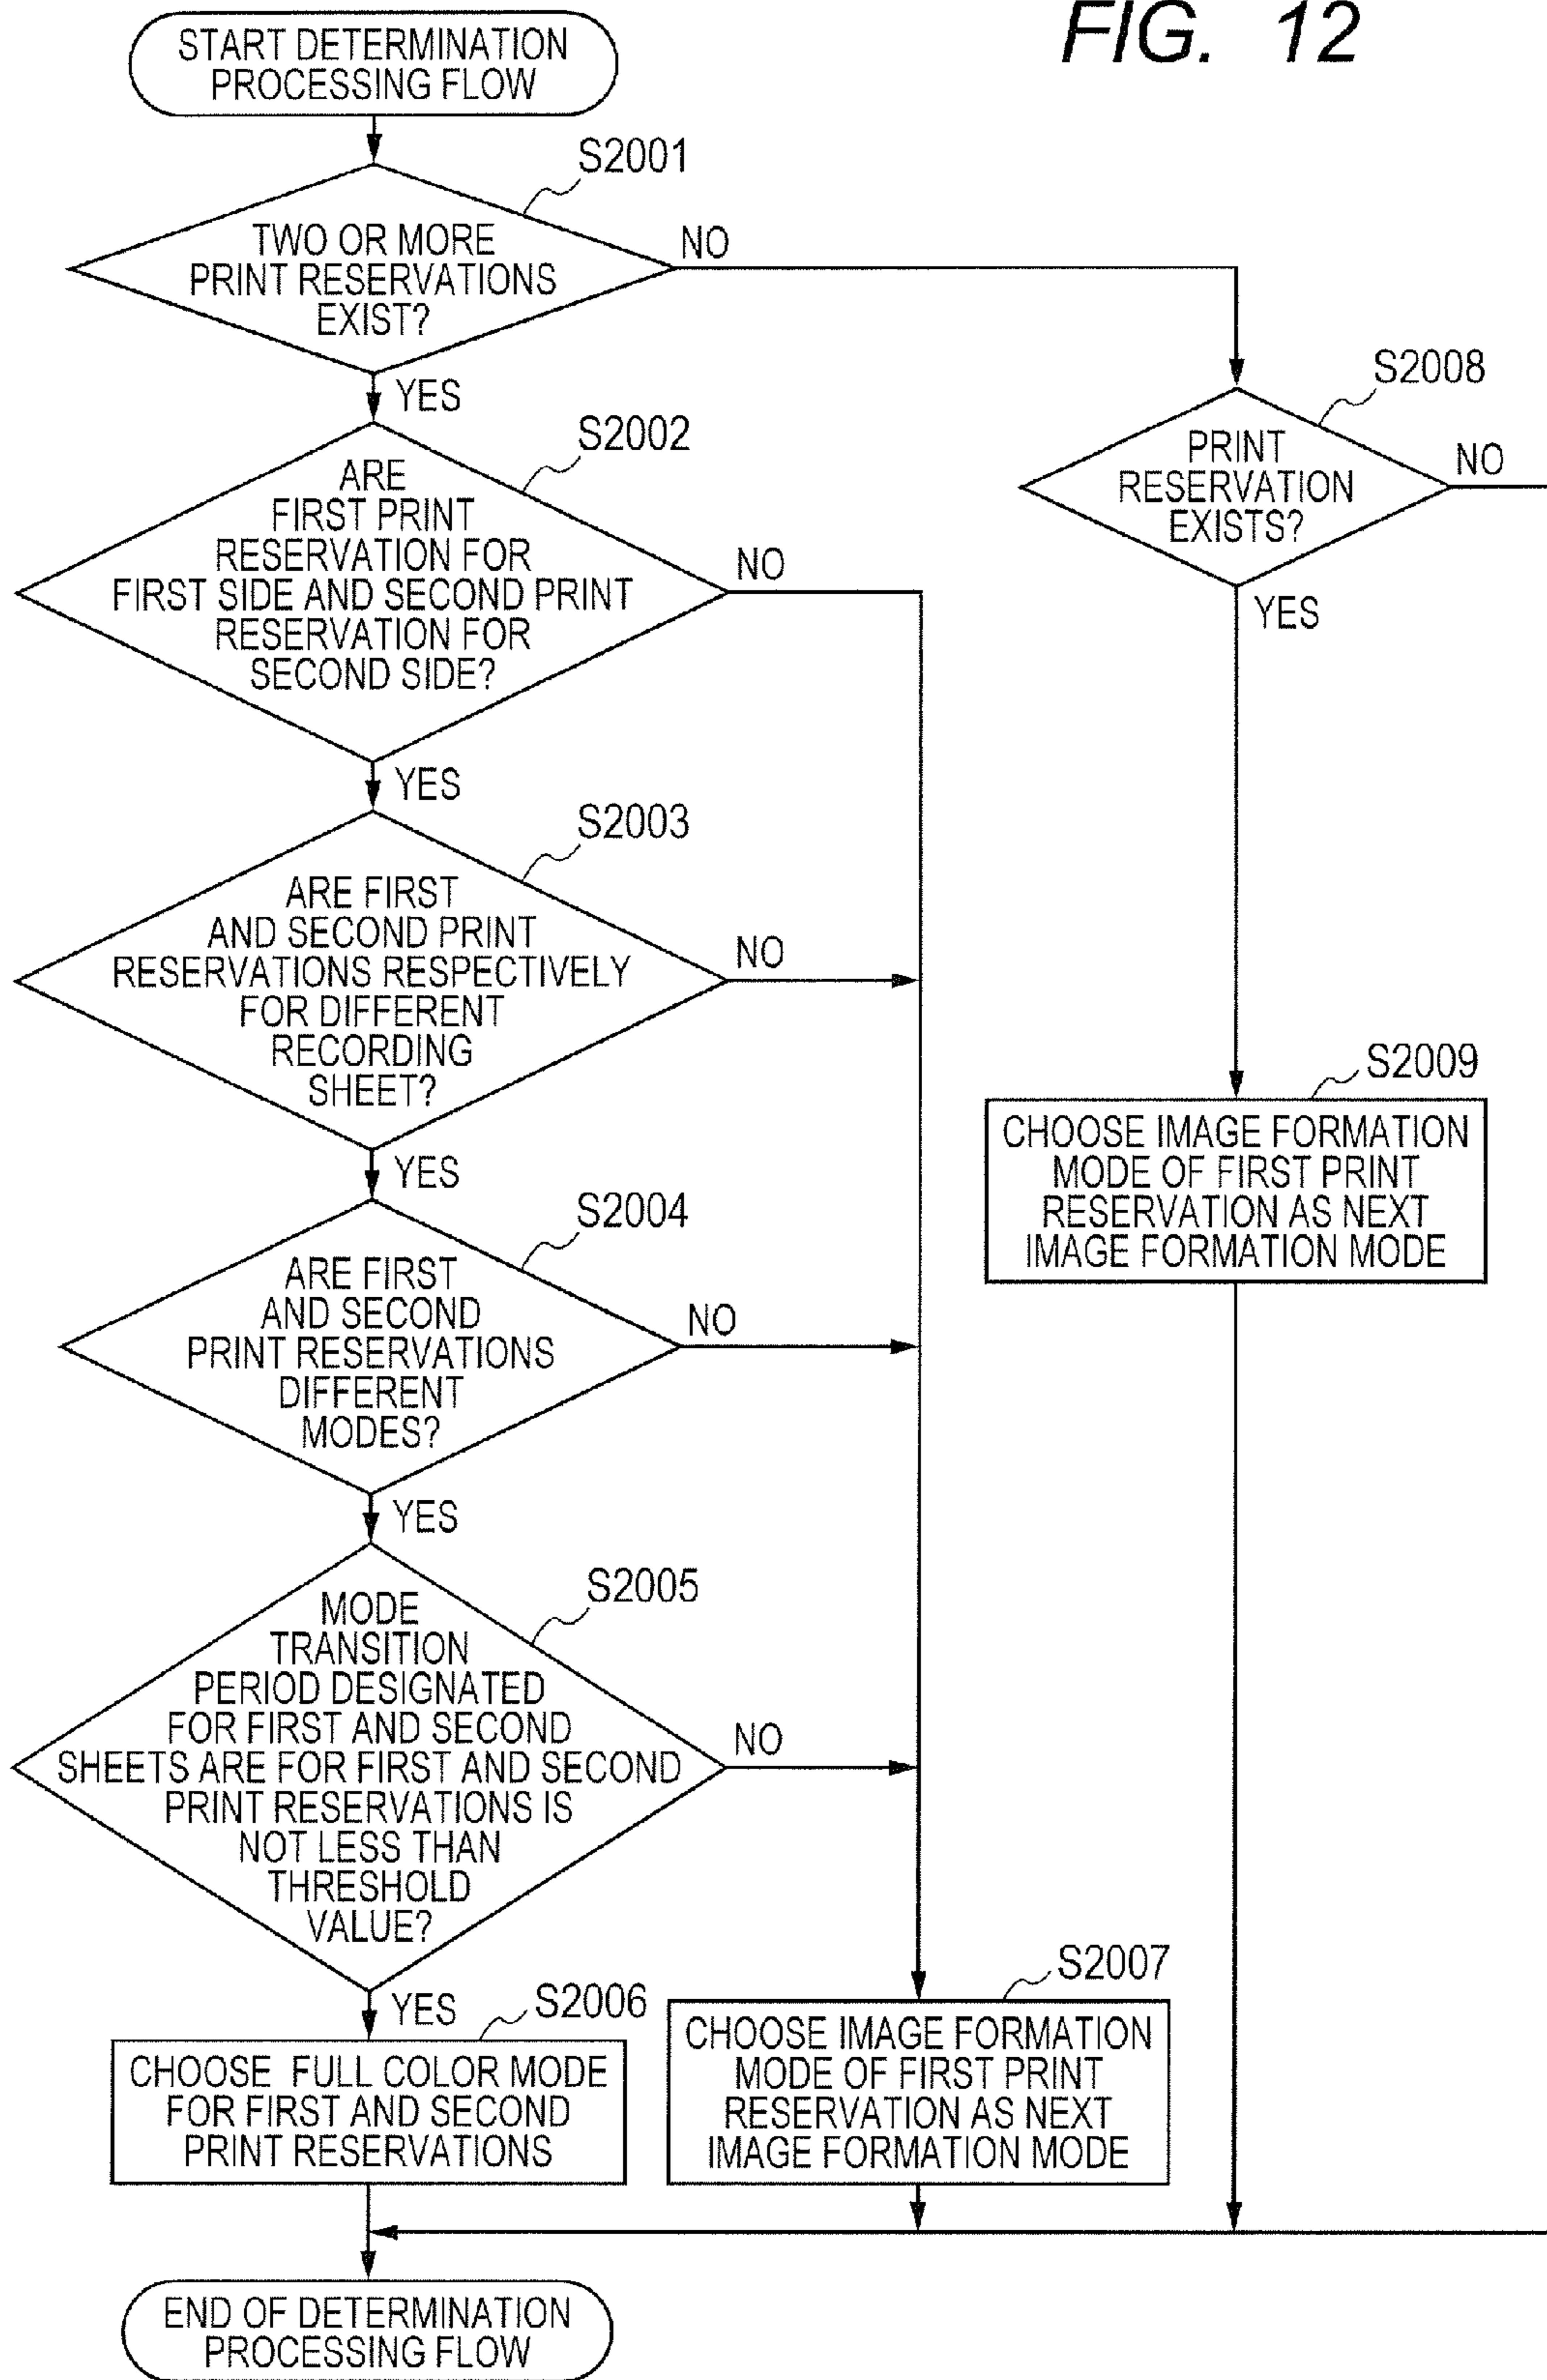 FIG. 12
START DETERMINATION
PROCESSING FLOW
S2001
TWO OR MORE
PRINT RESERVATIONS
EXIST?
NO
YES
S2008
PRINT
RESERVATION
EXISTS?
NO
YES
S2002
ARE
FIRST PRINT
RESERVATION FOR
FIRST SIDE AND SECOND PRINT
RESERVATION FOR
SECOND SIDE?
NO
YES
S2003
ARE FIRST
AND SECOND PRINT
RESERVATIONS RESPECTIVELY
FOR DIFFERENT
RECORDING
SHEET?
NO
YES
S2009
CHOOSE IMAGE FORMATION
MODE OF FIRST PRINT
RESERVATION AS NEXT
IMAGE FORMATION MODE
S2004
ARE FIRST
AND SECOND
PRINT RESERVATIONS
DIFFERENT
MODES?
NO
YES
S2005
MODE
TRANSITION
PERIOD DESIGNATED
FOR FIRST AND SECOND
SHEETS ARE FOR FIRST AND SECOND
PRINT RESERVATIONS IS
NOT LESS THAN
THRESHOLD
VALUE?
NO
YES
S2006
CHOOSE FULL COLOR MODE
FOR FIRST AND SECOND
PRINT RESERVATIONS
S2007
CHOOSE IMAGE FORMATION
MODE OF FIRST PRINT
RESERVATION AS NEXT
IMAGE FORMATION MODE
END OF DETERMINATION
PROCESSING FLOW